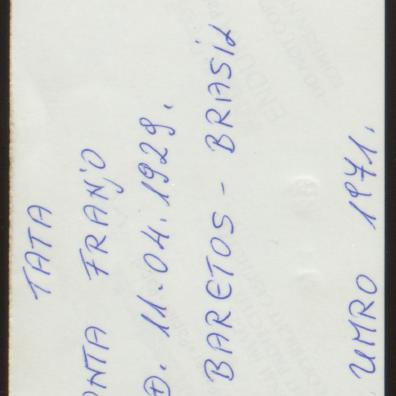 TATA
FRANJO
11.04.1929.
BARETOS - BRASIL
UMRO 1971.